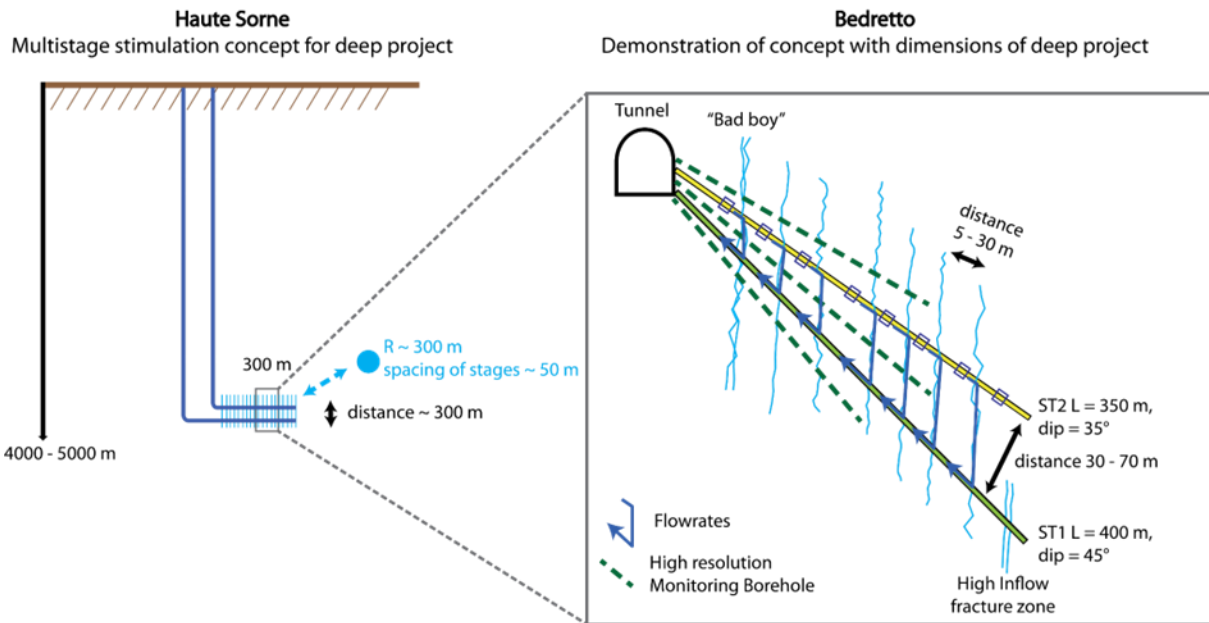 Haute Sorne
Multistage stimulation concept for deep project
300 m
R ~ 300 m
spacing of stages ~ 50 m
distance ~ 300 m
4000 - 5000 m
Bedretto
Demonstration of concept with dimensions of deep project
Tunnel
"Bad boy"
distance
5 - 30 m
ST2 L = 350 m,
dip = 35°
distance 30 - 70 m
ST1 L = 400 m,
dip = 45°
High Inflow
fracture zone
Flowrates
High resolution
Monitoring Borehole